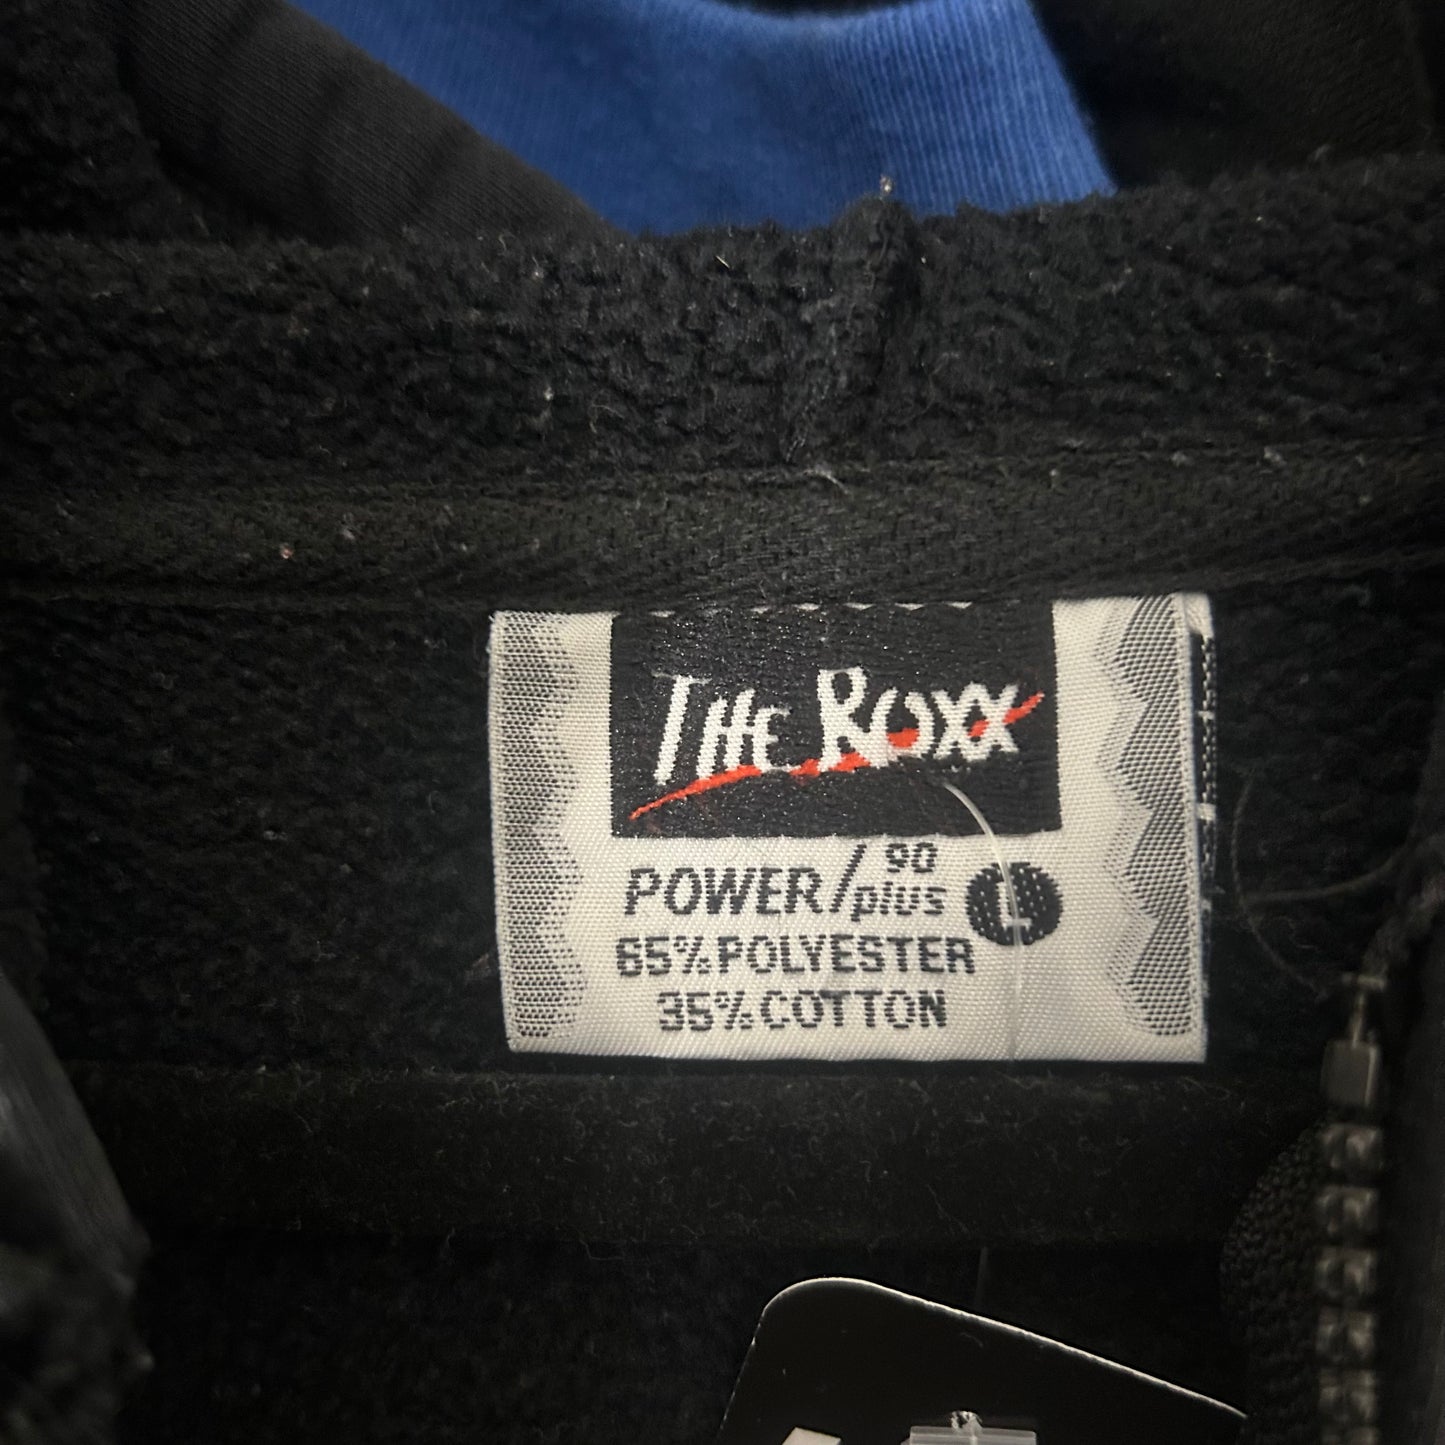 THE ROXX
POWER/90 plus L
65% POLYESTER
35% COTTON